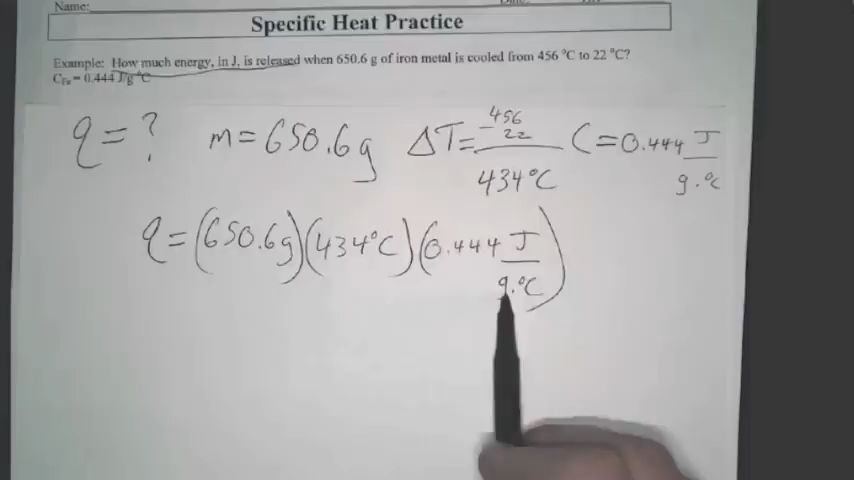 Name:
Specific Heat Practice
Example: How much energy, in J, is released when 650.6 g of iron metal is cooled from 456 °C to 22 °C?
C_Fe = 0.444 J/g °C
q = ? m = 650.6g ΔT = 456 - 22 434°C C = 0.444 J / g·°C
q = (650.6g)(434°C)(0.444 J / g·°C)